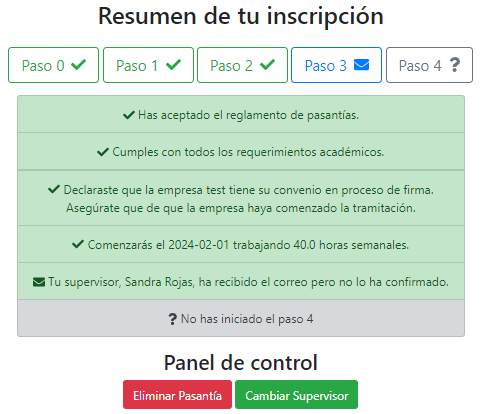 Resumen de tu inscripción
Paso 0
Paso 1
Paso 2
Paso 3
Paso 4 ?
Has aceptado el reglamento de pasantías.
Cumples con todos los requerimientos académicos.
Declaraste que la empresa test tiene su convenio en proceso de firma.
Asegúrate que de que la empresa haya comenzado la tramitación.
Comenzarás el 2024-02-01 trabajando 40.0 horas semanales.
Tu supervisor, Sandra Rojas, ha recibido el correo pero no lo ha confirmado.
? No has iniciado el paso 4
Panel de control
Eliminar Pasantía
Cambiar Supervisor